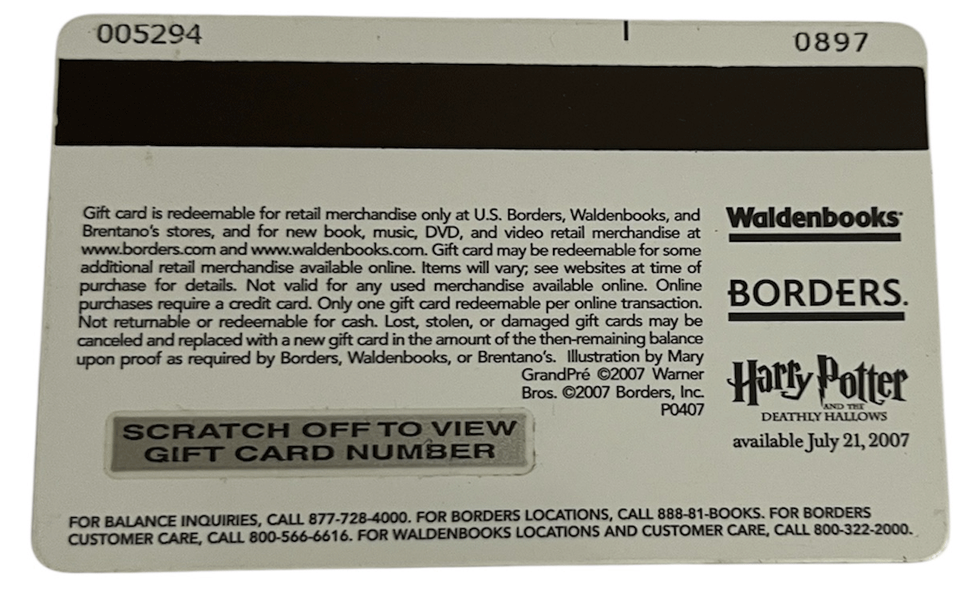 005294 0897
Gift card is redeemable for retail merchandise only at U.S. Borders, Waldenbooks, and
Brentano's stores, and for new book, music, DVD, and video retail merchandise at
www.borders.com and www.waldenbooks.com. Gift card may be redeemable for some
additional retail merchandise available online. Items will vary; see websites at time of
purchase for details. Not valid for any used merchandise available online. Online
purchases require a credit card. Only one gift card redeemable per online transaction.
Not returnable or redeemable for cash. Lost, stolen, or damaged gift cards may be
canceled and replaced with a new gift card in the amount of the then-remaining balance
upon proof as required by Borders, Waldenbooks, or Brentano's. Illustration by Mary
GrandPré ©2007 Warner
Bros. ©2007 Borders, Inc.
P0407
Waldenbooks
BORDERS.
Harry Potter
AND THE
DEATHLY HALLOWS
available July 21, 2007
SCRATCH OFF TO VIEW
GIFT CARD NUMBER
FOR BALANCE INQUIRIES, CALL 877-728-4000. FOR BORDERS LOCATIONS, CALL 888-81-BOOKS. FOR BORDERS
CUSTOMER CARE, CALL 800-566-6616. FOR WALDENBOOKS LOCATIONS AND CUSTOMER CARE, CALL 800-322-2000.